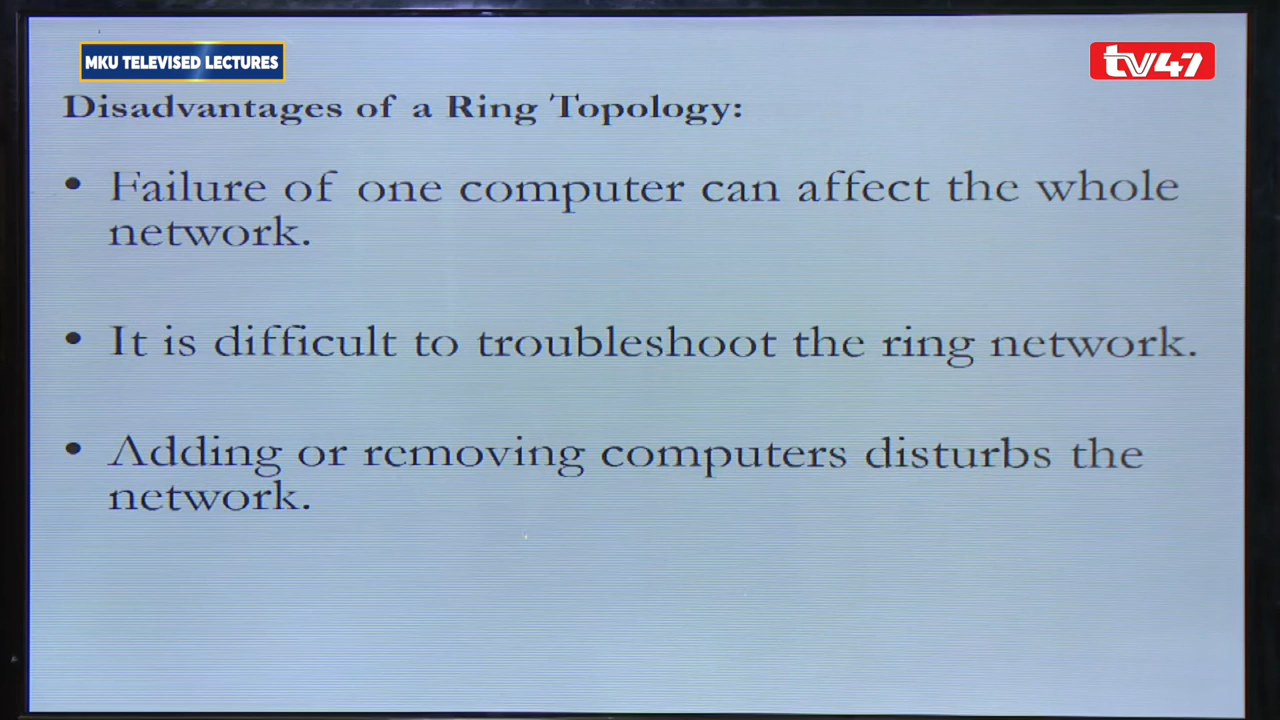 MKU TELEVISED LECTURES
tv47
Disadvantages of a Ring Topology:
• Failure of one computer can affect the whole
network.
• It is difficult to troubleshoot the ring network.
• Adding or removing computers disturbs the
network.